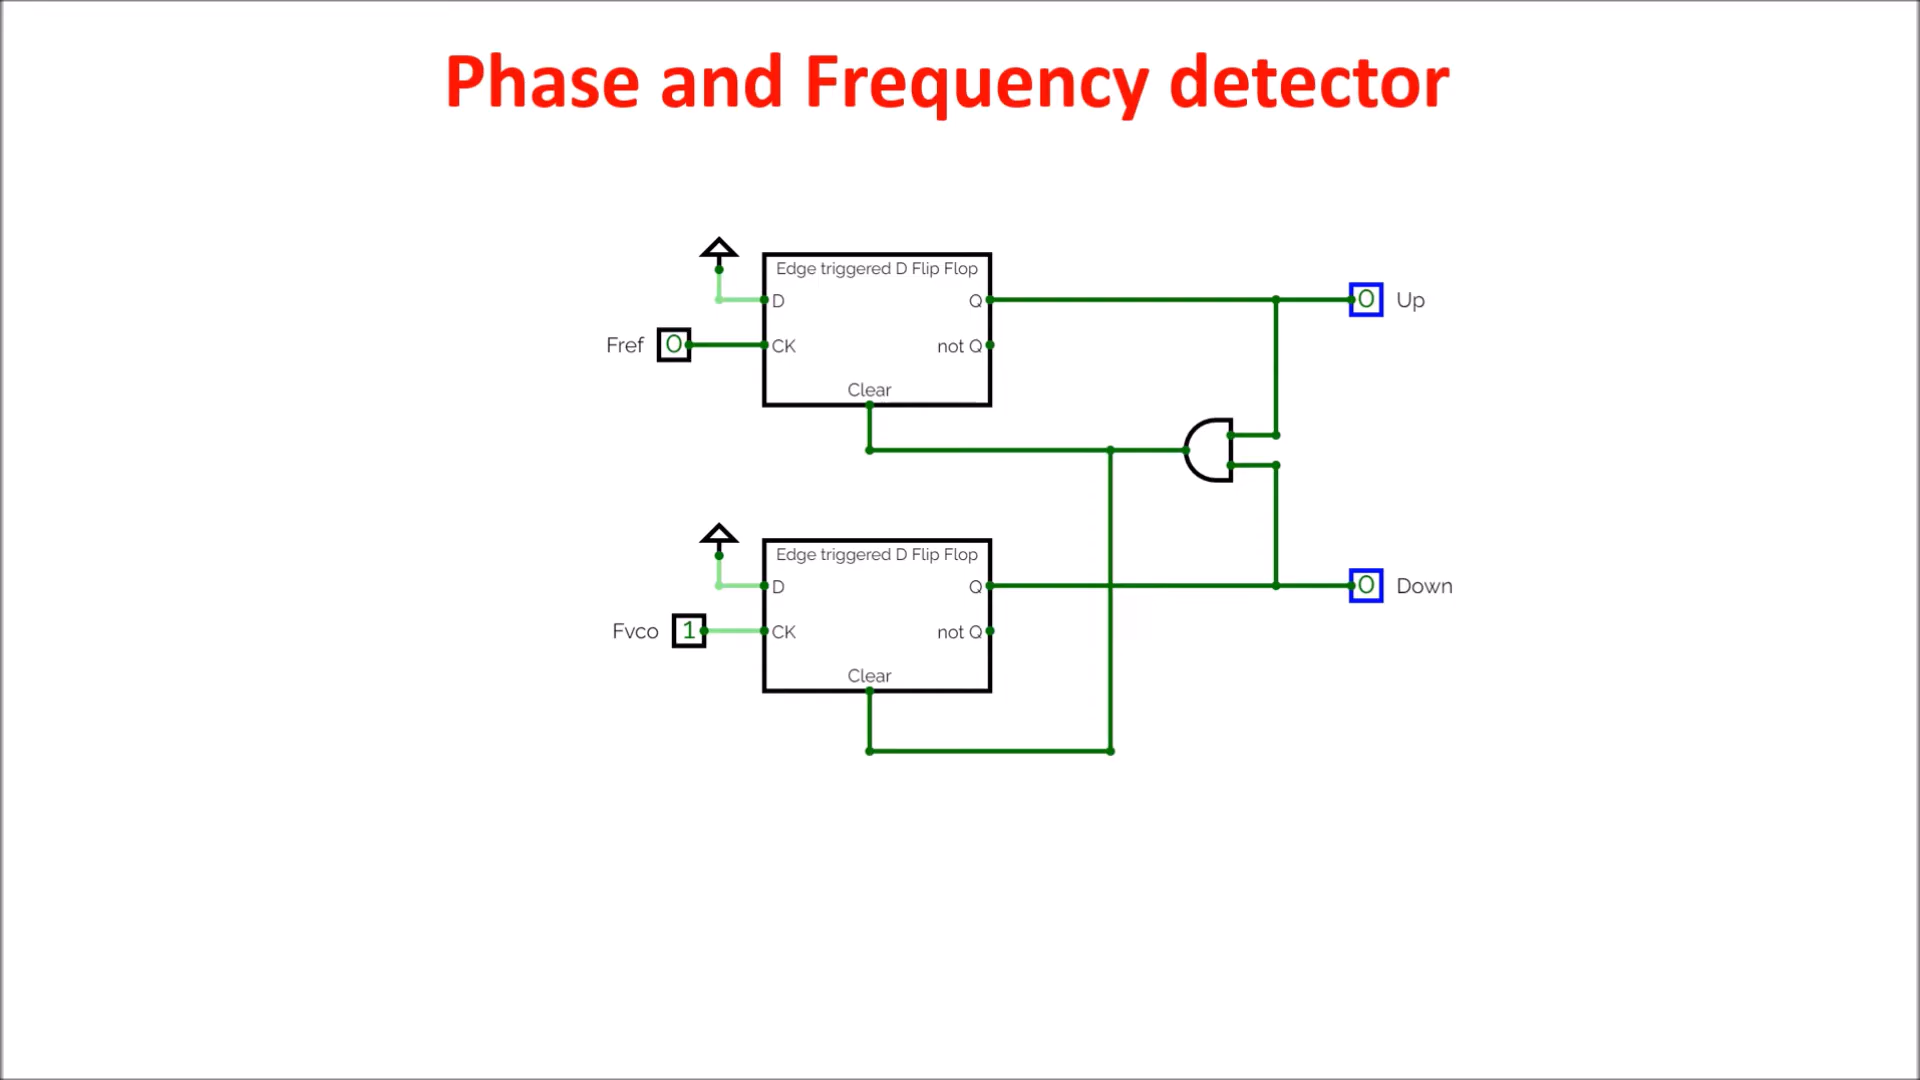 Phase and Frequency detector
Edge triggered D Flip Flop
D
Q
0
Up
Fref
0
CK
not Q
Clear
Edge triggered D Flip Flop
D
Q
0
Down
Fvco
1
CK
not Q
Clear